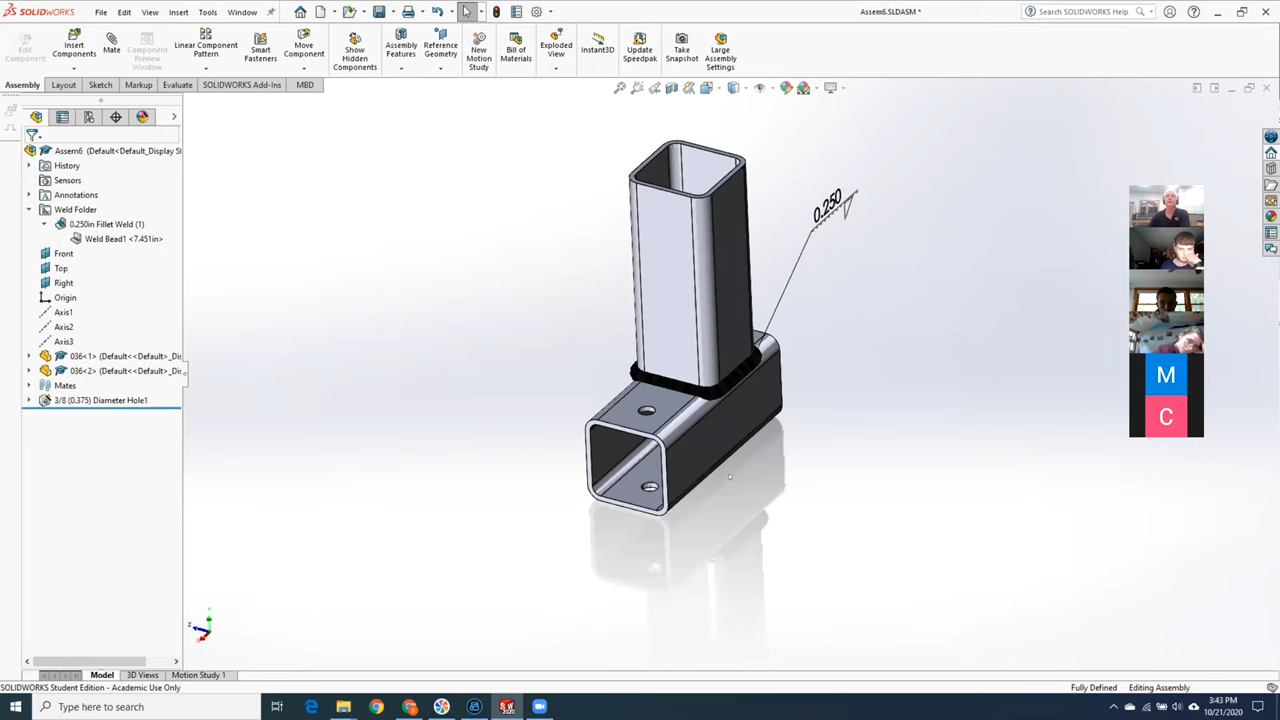 SOLIDWORKS File Edit View Insert Tools Window Assem6.SLDASM * Search SOLIDWORKS Help
Edit Component
Insert Components
Mate
Component Preview Window
Linear Component Pattern
Smart Fasteners
Move Component
Show Hidden Components
Assembly Features
Reference Geometry
New Motion Study
Bill of Materials
Exploded View
Instant3D
Update Speedpak
Take Snapshot
Large Assembly Settings
Assembly Layout Sketch Markup Evaluate SOLIDWORKS Add-Ins MBD
Assem6 (Default<Default_Display St
History
Sensors
Annotations
Weld Folder
0.250in Fillet Weld (1)
Weld Bead1 <7.451in>
Front
Top
Right
Origin
Axis1
Axis2
Axis3
036<1> (Default<<Default>_Dis
036<2> (Default<<Default>_Dis
Mates
3/8 (0.375) Diameter Hole1
0.250
M
C
Y
Z
Model 3D Views Motion Study 1
SOLIDWORKS Student Edition - Academic Use Only Fully Defined Editing Assembly
Type here to search
3:43 PM
10/21/2020